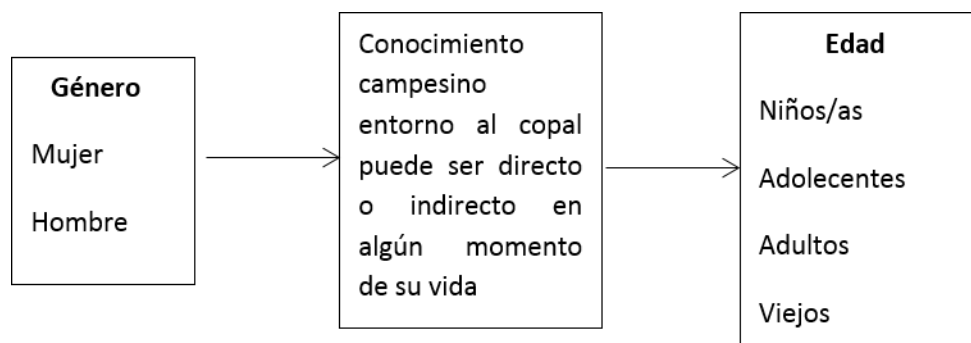 Género
Mujer
Hombre
Conocimiento
campesino
entorno al copal
puede ser directo
o indirecto en
algún momento
de su vida
Edad
Niños/as
Adolecentes
Adultos
Viejos